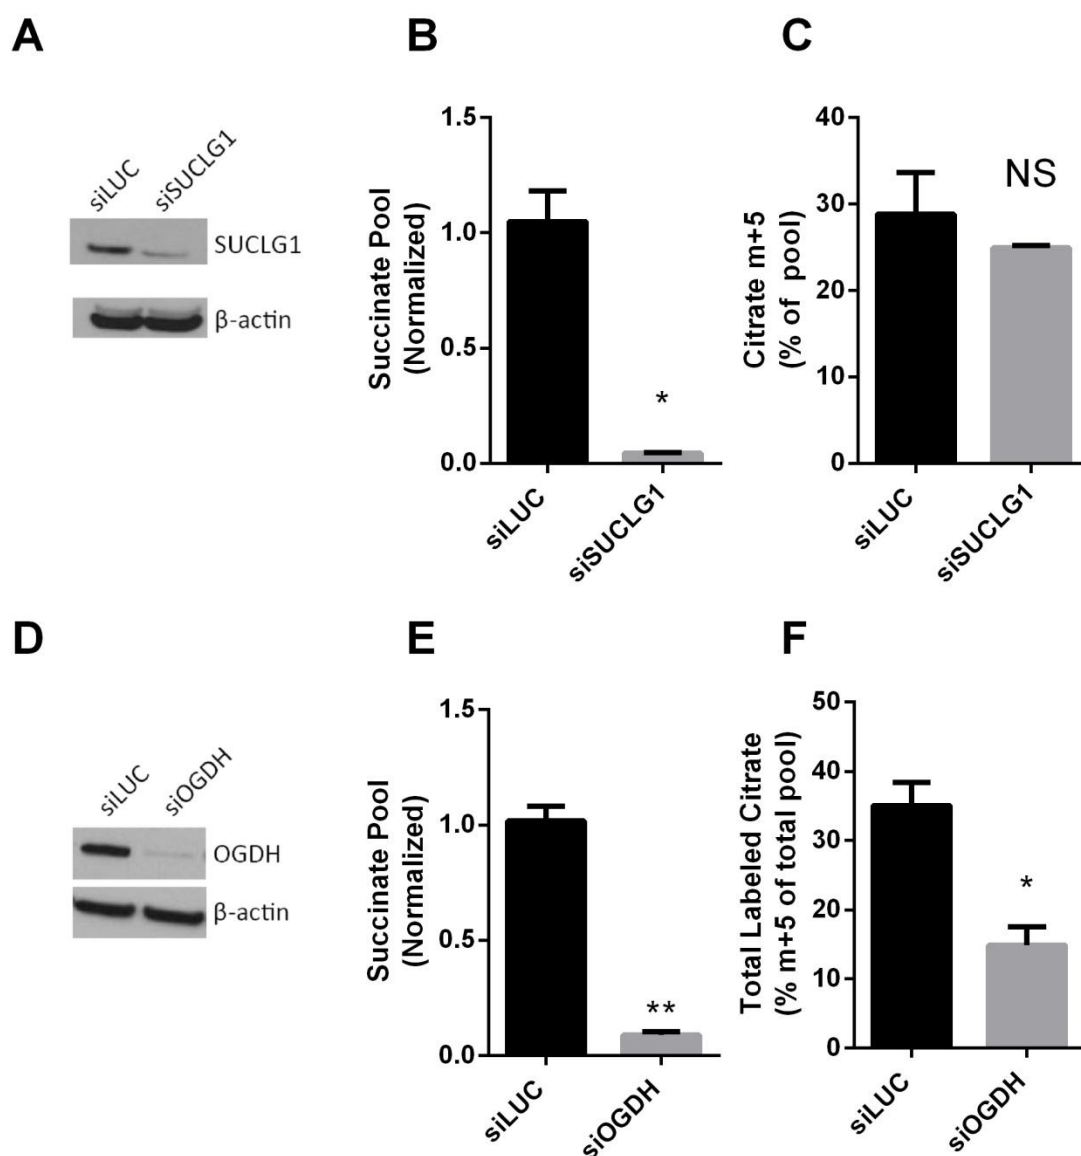 A
siLUC
siSUCLG1
SUCLG1
β-actin
B
Succinate Pool
(Normalized)
1.5
1.0
0.5
0.0
*
siLUC
siSUCLG1
C
Citrate m+5
(% of pool)
40
30
20
10
0
NS
siLUC
siSUCLG1
D
siLUC
siOGDH
OGDH
β-actin
E
Succinate Pool
(Normalized)
1.5
1.0
0.5
0.0
**
siLUC
siOGDH
F
Total Labeled Citrate
(% m+5 of total pool)
50
40
30
20
10
0
*
siLUC
siOGDH